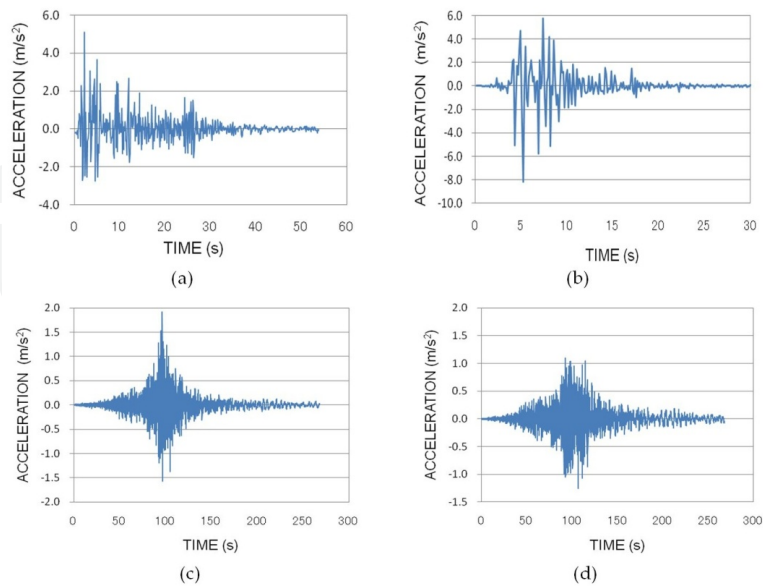 6.0
4.0
2.0
0.0
-2.0
-4.0
ACCELERATION (m/s²)
0 10 20 30 40 50 60
TIME (s)
(a)
6.0
4.0
2.0
0.0
-2.0
-4.0
-6.0
-8.0
-10.0
ACCELERATION (m/s²)
0 5 10 15 20 25 30
TIME (s)
(b)
2.0
1.5
1.0
0.5
0.0
-0.5
-1.0
-1.5
-2.0
ACCELERATION (m/s²)
0 50 100 150 200 250 300
TIME (s)
(c)
2.0
1.5
1.0
0.5
0.0
-0.5
-1.0
-1.5
ACCELERATION (m/s²)
0 50 100 150 200 250 300
TIME (s)
(d)